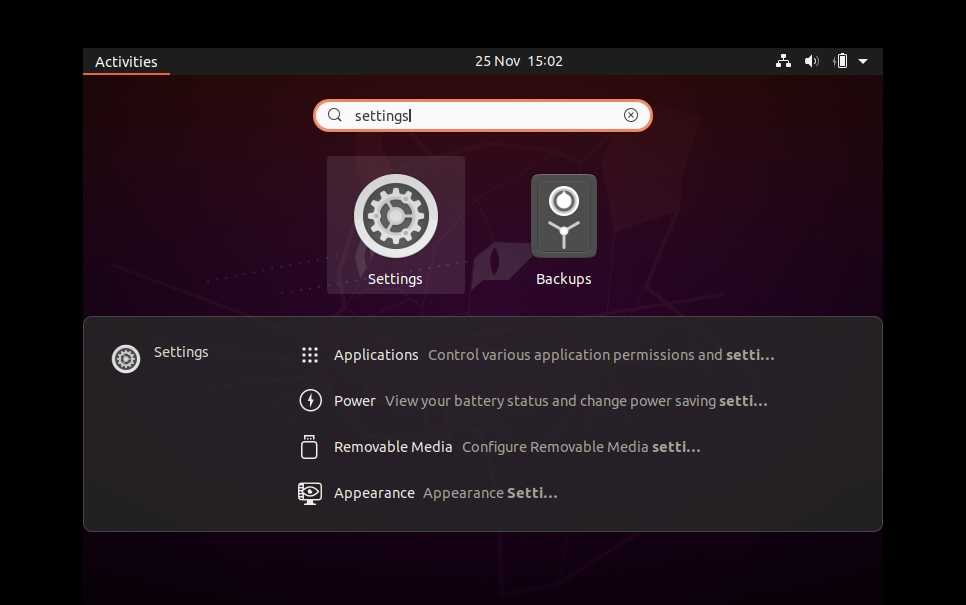 Activities 25 Nov 15:02
settings
Settings Backups
Settings
Applications Control various application permissions and setti...
Power View your battery status and change power saving setti...
Removable Media Configure Removable Media setti...
Appearance Appearance Setti...